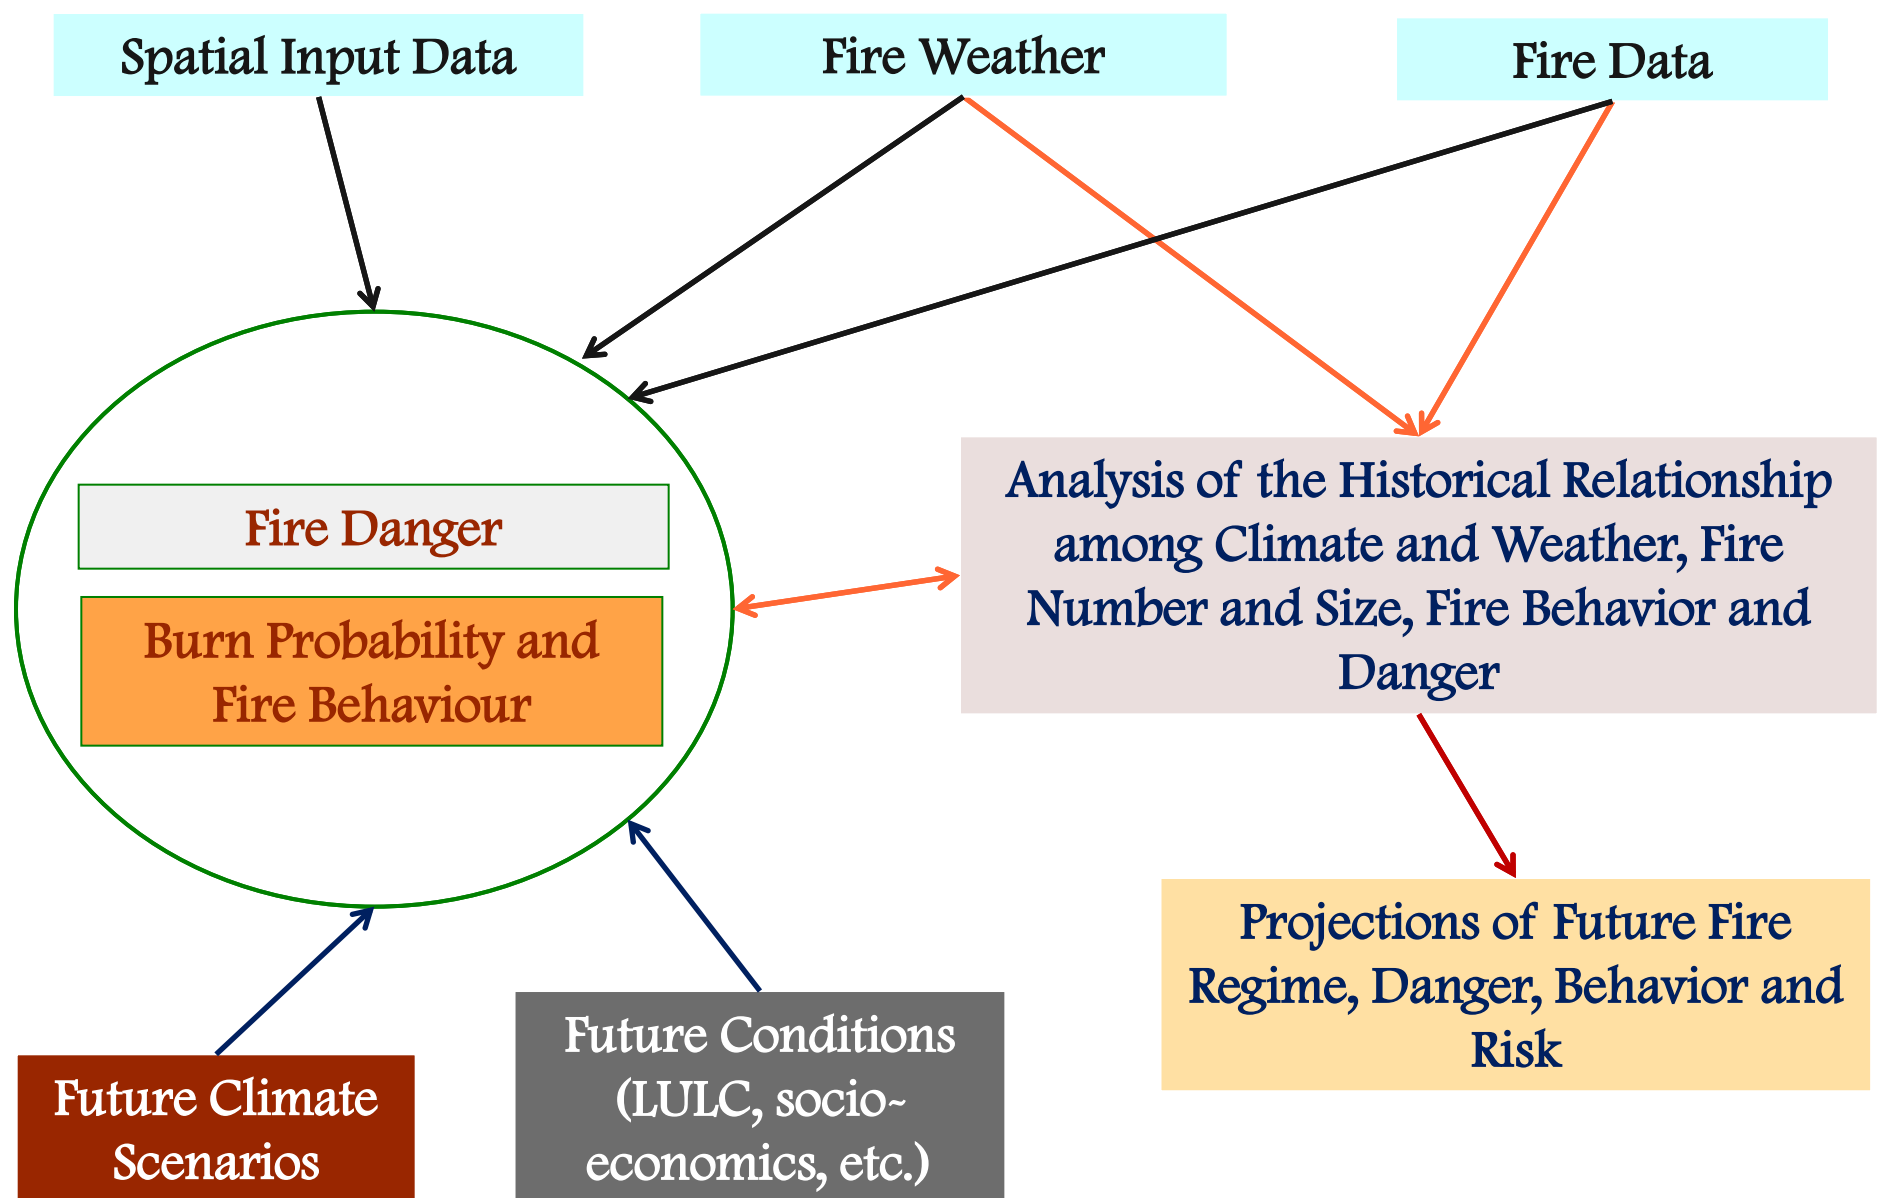 Spatial Input Data
Fire Weather
Fire Data
Fire Danger
Burn Probability and
Fire Behaviour
Analysis of the Historical Relationship
among Climate and Weather, Fire
Number and Size, Fire Behavior and
Danger
Projections of Future Fire
Regime, Danger, Behavior and
Risk
Future Climate
Scenarios
Future Conditions
(LULC, socio-
economics, etc.)